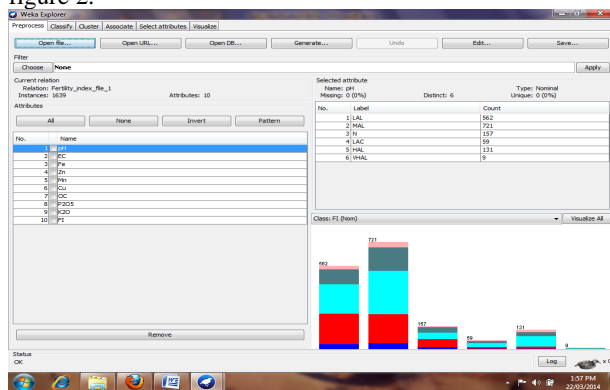 figure 2.
Weka Explorer
Preprocess Classify Cluster Associate Select attributes Visualize
Open file... Open URL... Open DB... Generate... Undo Edit... Save...
Filter
Choose None Apply
Current relation
Relation: Fertility_index_file_1
Instances: 1639 Attributes: 10
Selected attribute
Name: pH Type: Nominal
Missing: 0 (0%) Distinct: 6 Unique: 0 (0%)
Attributes
All None Invert Pattern
No. Name
1 pH
2 EC
3 Fe
4 Zn
5 Mn
6 Cu
7 OC
8 P2O5
9 K2O
10 FI
Remove
No. Label Count
1 LAL 562
2 MAL 721
3 N 157
4 LAC 59
5 HAL 131
6 VHAL 9
Class: FI (Nom) Visualize All
562
721
157
59
131
9
Status
OK
Log x 0
1:57 PM
22/03/2014